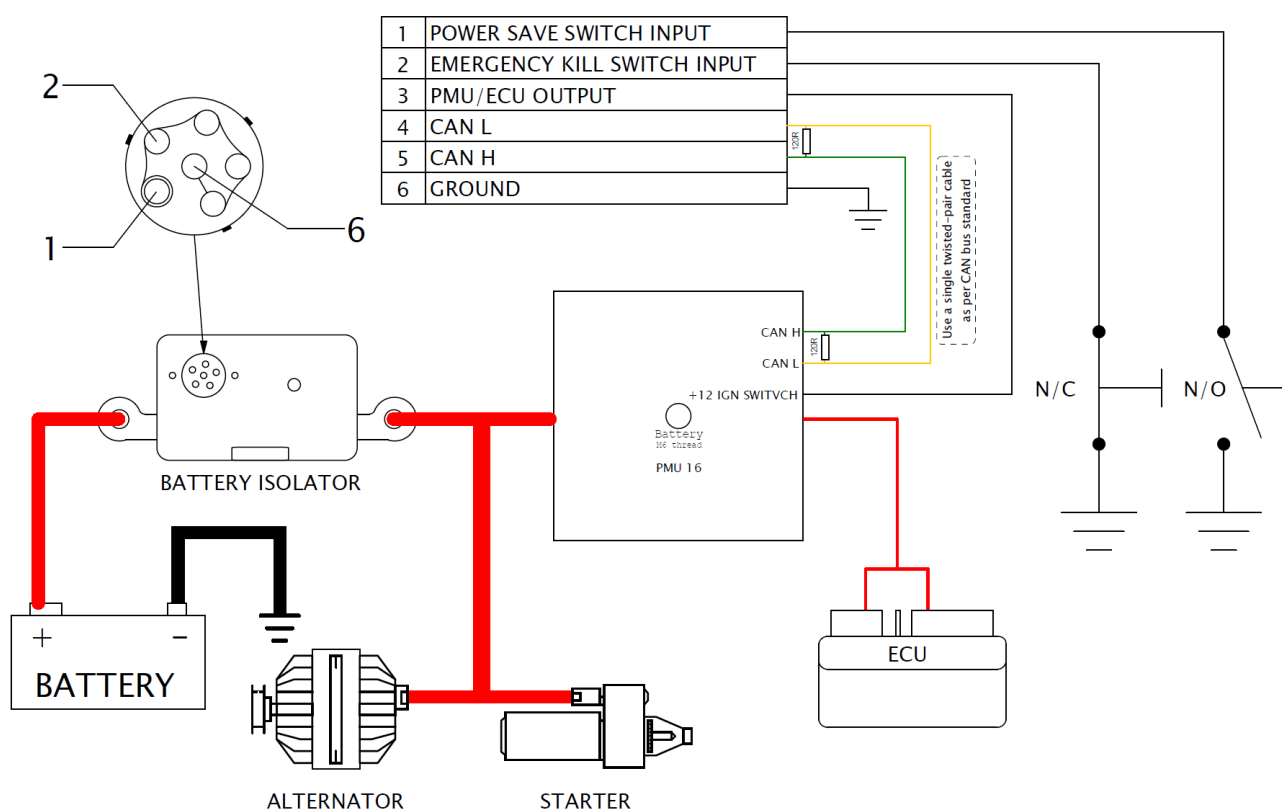 1 POWER SAVE SWITCH INPUT
2 EMERGENCY KILL SWITCH INPUT
3 PMU/ECU OUTPUT
4 CAN L
5 CAN H
6 GROUND
2
1
6
120R
Use a single twisted-pair cable
as per CAN bus standard
CAN H
120R
CAN L
+12 IGN SWITVCH
Battery
M6 thread
PMU 16
N/C
N/O
BATTERY ISOLATOR
+ −
BATTERY
ECU
ALTERNATOR
STARTER